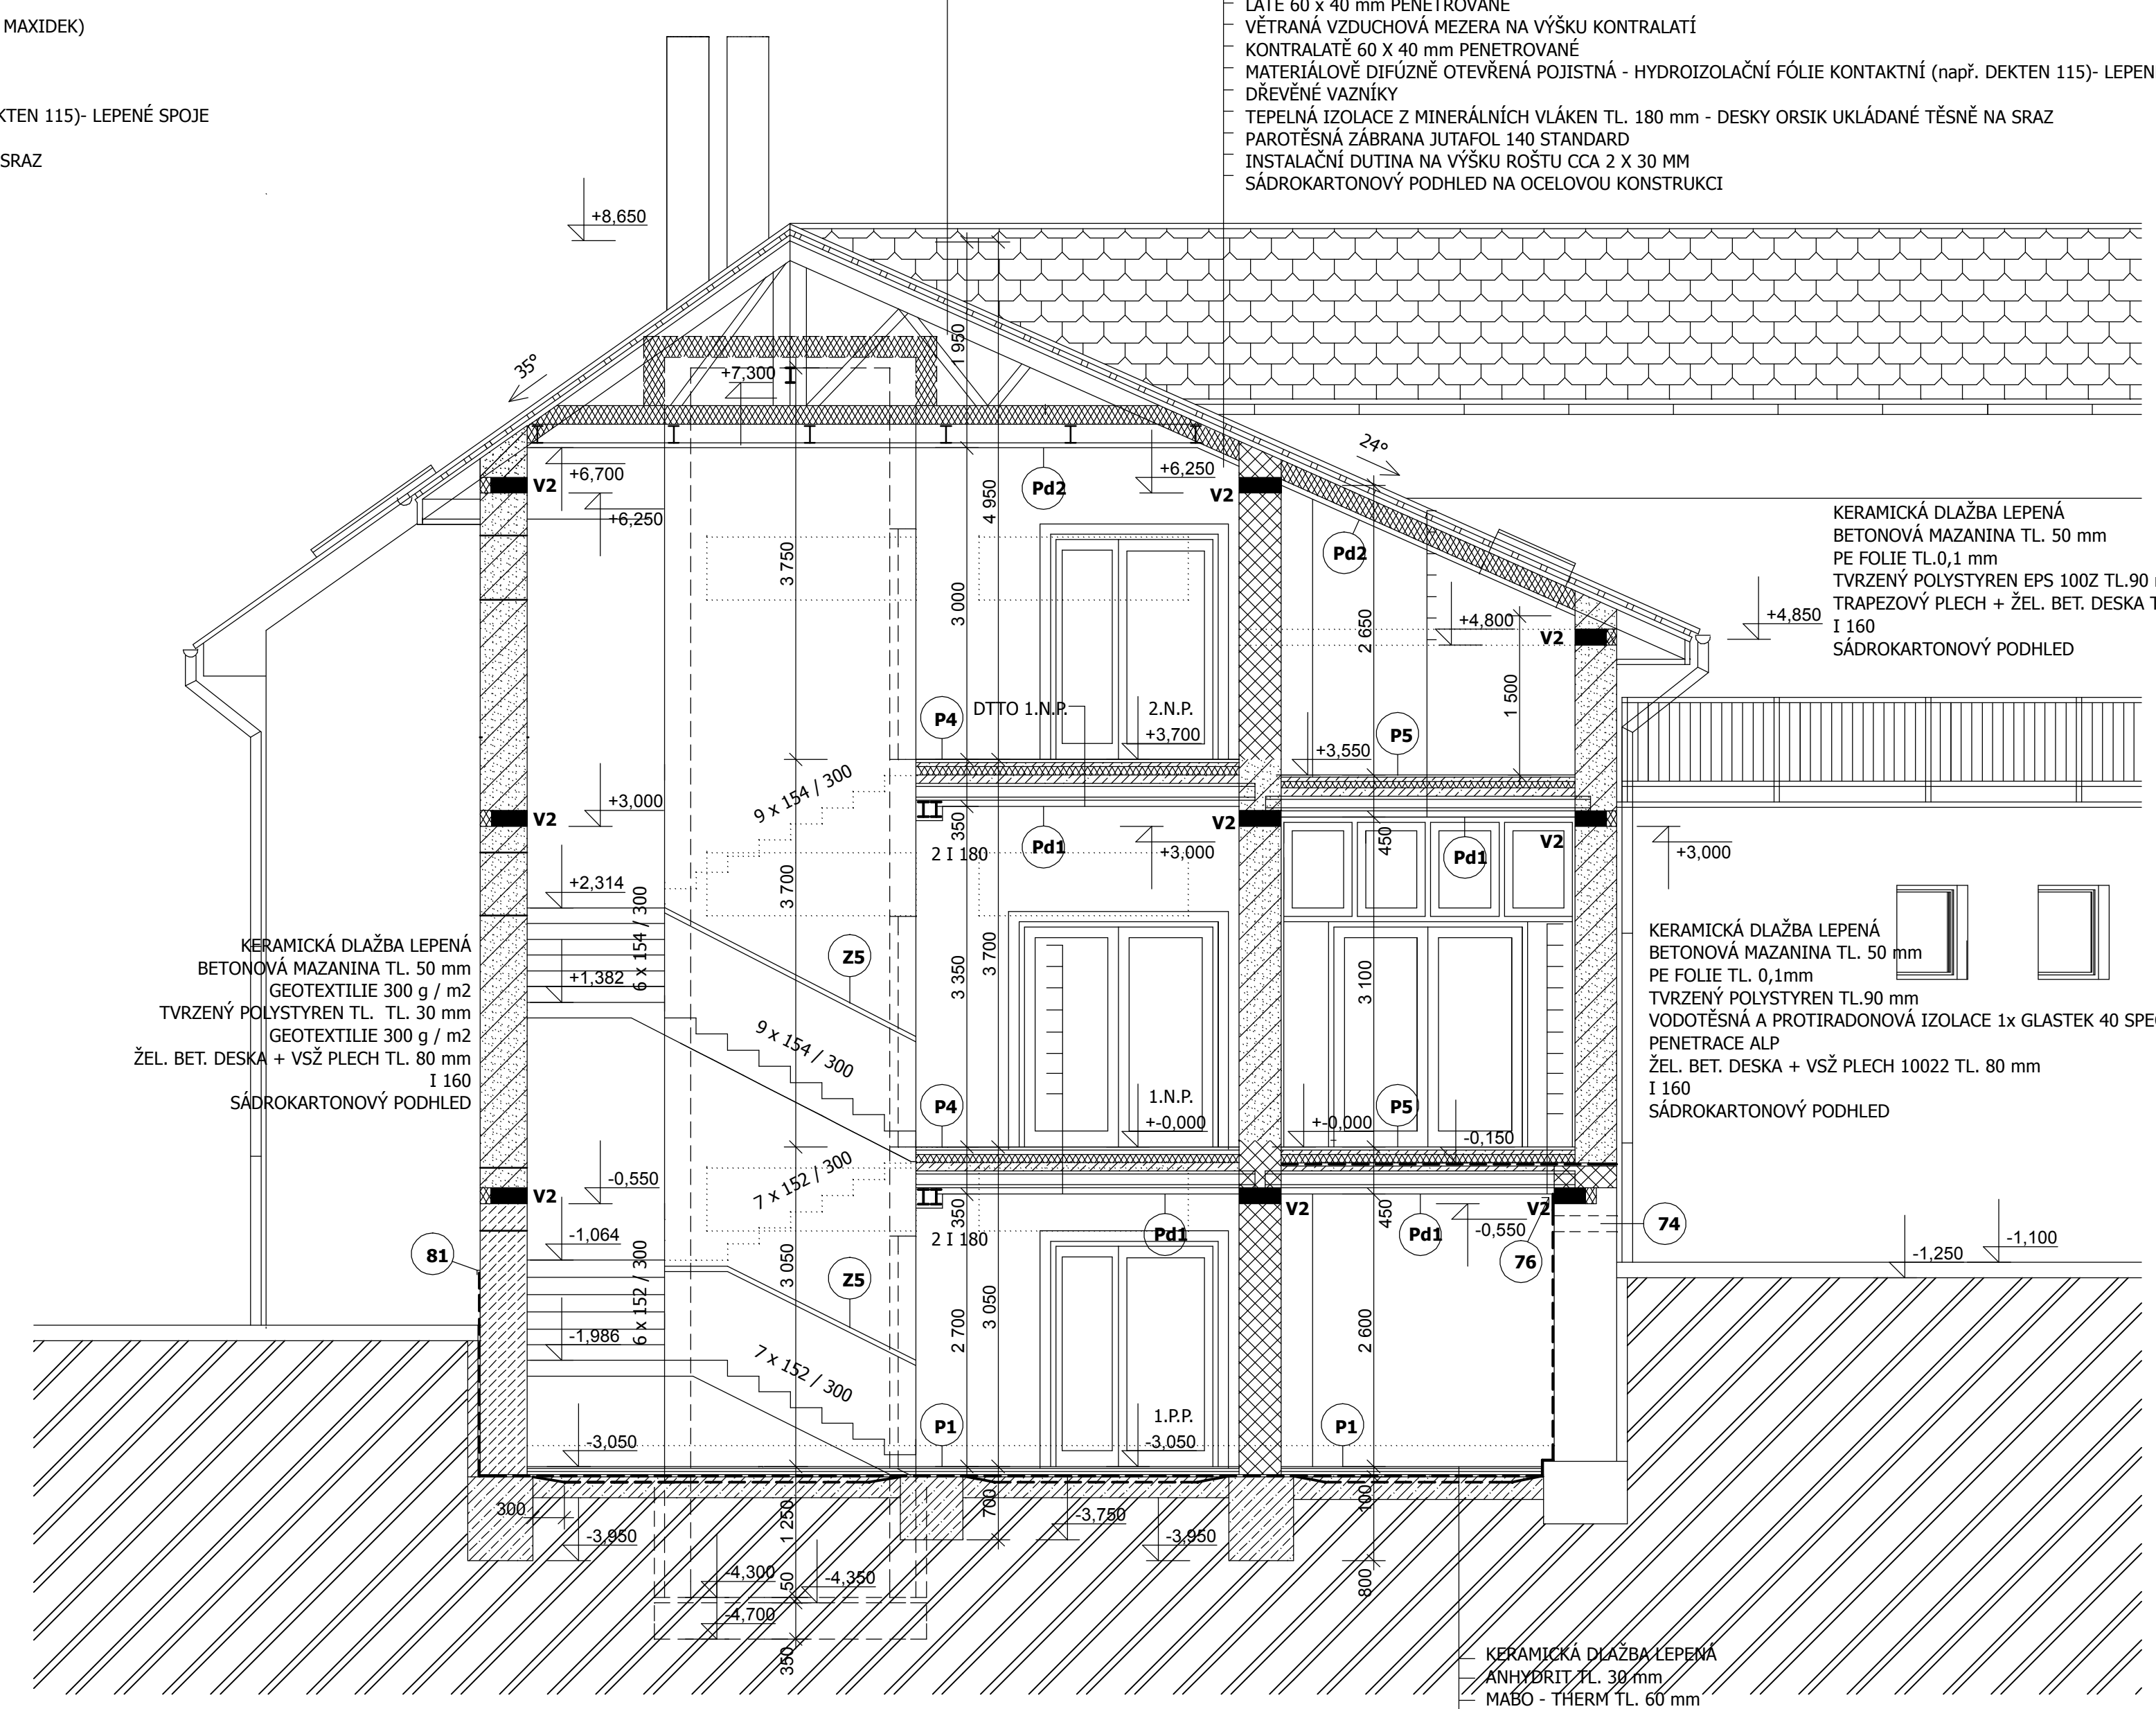 MAXIDEK)
KTEN 115)- LEPENÉ SPOJE
SRAZ
LATĚ 60 x 40 mm PENETROVANÉ
VĚTRANÁ VZDUCHOVÁ MEZERA NA VÝŠKU KONTRALATÍ
KONTRALATĚ 60 X 40 mm PENETROVANÉ
MATERIÁLOVĚ DIFÚZNĚ OTEVŘENÁ POJISTNÁ - HYDROIZOLAČNÍ FÓLIE KONTAKTNÍ (např. DEKTEN 115)- LEPEN
DŘEVĚNÉ VAZNÍKY
TEPELNÁ IZOLACE Z MINERÁLNÍCH VLÁKEN TL. 180 mm - DESKY ORSIK UKLÁDANÉ TĚSNĚ NA SRAZ
PAROTĚSNÁ ZÁBRANA JUTAFOL 140 STANDARD
INSTALAČNÍ DUTINA NA VÝŠKU ROŠTU CCA 2 X 30 MM
SÁDROKARTONOVÝ PODHLED NA OCELOVOU KONSTRUKCI
+8,650
1 950
35°
+7,300
24°
+6,700
V2
+6,250
Pd2
+6,250
V2
4 950
3 750
3 000
Pd2
2 650
+4,800
V2
1 500
+4,850
KERAMICKÁ DLAŽBA LEPENÁ
BETONOVÁ MAZANINA TL. 50 mm
PE FOLIE TL.0,1 mm
TVRZENÝ POLYSTYREN EPS 100Z TL.90
TRAPEZOVÝ PLECH + ŽEL. BET. DESKA T
I 160
SÁDROKARTONOVÝ PODHLED
P4
DTTO 1.N.P.
2.N.P.
+3,700
+3,550
P5
9 x 154 / 300
+3,000
V2
350
2 I 180
Pd1
V2
+3,000
450
Pd1
V2
+3,000
+2,314
6 x 154 / 300
3 700
Z5
+1,382
3 350
3 700
3 100
KERAMICKÁ DLAŽBA LEPENÁ
BETONOVÁ MAZANINA TL. 50 mm
GEOTEXTILIE 300 g / m2
TVRZENÝ POLYSTYREN TL. TL. 30 mm
GEOTEXTILIE 300 g / m2
ŽEL. BET. DESKA + VSŽ PLECH TL. 80 mm
I 160
SÁDROKARTONOVÝ PODHLED
KERAMICKÁ DLAŽBA LEPENÁ
BETONOVÁ MAZANINA TL. 50 mm
PE FOLIE TL. 0,1mm
TVRZENÝ POLYSTYREN TL.90 mm
VODOTĚSNÁ A PROTIRADONOVÁ IZOLACE 1x GLASTEK 40 SPE
PENETRACE ALP
ŽEL. BET. DESKA + VSŽ PLECH 10022 TL. 80 mm
I 160
SÁDROKARTONOVÝ PODHLED
9 x 154 / 300
P4
1.N.P.
+-0,000
+-0,000
P5
-0,150
7 x 152 / 300
-0,550
V2
350
2 I 180
Pd1
V2
450
Pd1
-0,550
V2
76
74
-1,250
-1,100
81
-1,064
6 x 152 / 300
3 050
Z5
-1,986
2 700
3 050
2 600
7 x 152 / 300
P1
1.P.P.
-3,050
-3,050
P1
300
-3,950
1 250
700
-3,750
-3,950
100
-4,300
50
-4,350
800
-4,700
350
KERAMICKÁ DLAŽBA LEPENÁ
ANHYDRIT TL. 30 mm
MABO - THERM TL. 60 mm